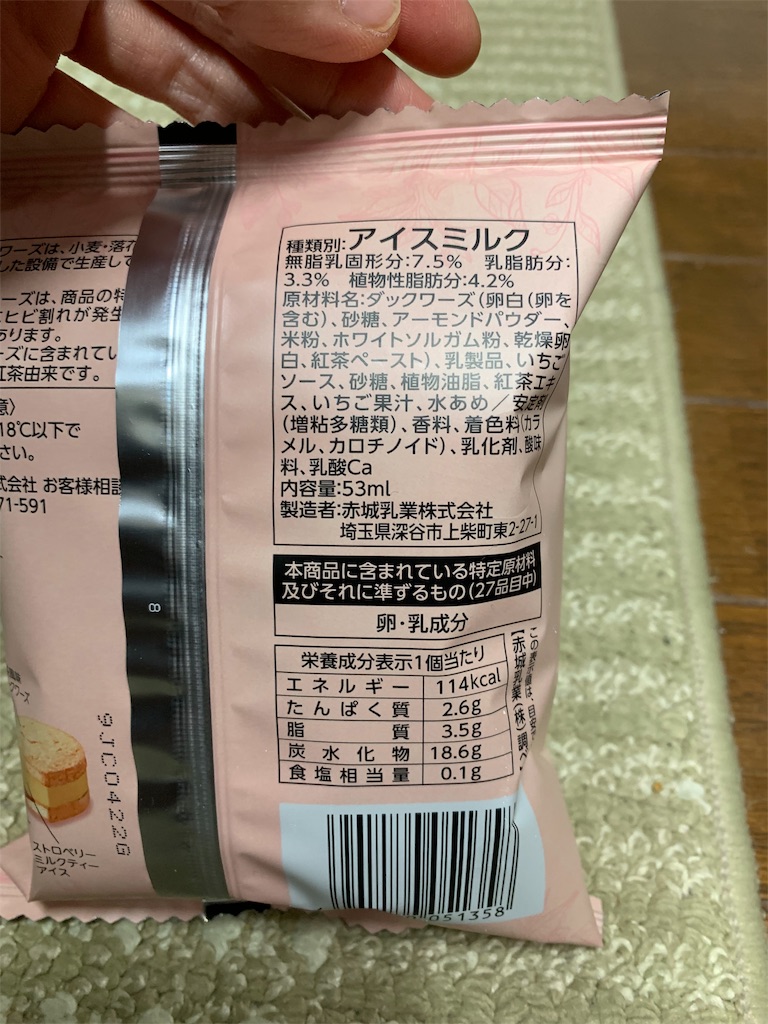 ワーズは、小麦・落花
した設備で生産して
ーズは、商品の特
ヒビ割れが発生
あります。
ーズに含まれてい
紅茶由来です。
意〉
18℃以下で
さい。
式会社 お客様相談
71-591
種類別:アイスミルク
無脂乳固形分:7.5% 乳脂肪分:
3.3% 植物性脂肪分:4.2%
原材料名:ダックワーズ(卵白(卵を
含む)、砂糖、アーモンドパウダー、
米粉、ホワイトソルガム粉、乾燥卵
白、紅茶ペースト)、乳製品、いちご
ソース、砂糖、植物油脂、紅茶エキ
ス、いちご果汁、水あめ／安定剤
(増粘多糖類)、香料、着色料(カラ
メル、カロチノイド)、乳化剤、酸味
料、乳酸Ca
内容量:53ml
製造者:赤城乳業株式会社
埼玉県深谷市上柴町東2-27-1
本商品に含まれている特定原材料
及びそれに準ずるもの(27品目中)
卵・乳成分
栄養成分表示1個当たり
エネルギー 114kcal
たんぱく質 2.6g
脂質 3.5g
炭水化物 18.6g
食塩相当量 0.1g
この表示値は、目安で
【赤城乳業(株)調べ
8
9JC0422G
ワーズ
ストロベリー
ミルクティー
アイス
051358